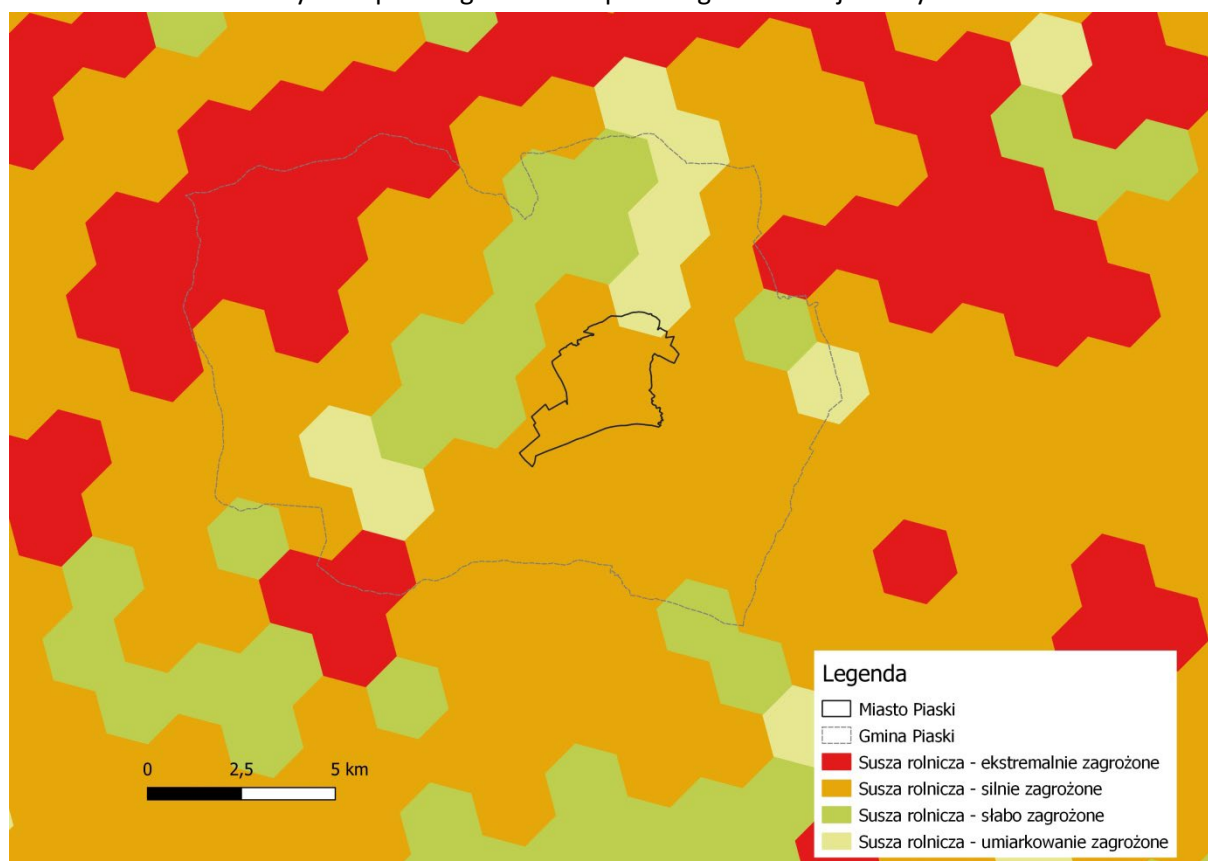 Legenda
Miasto Piaski
Gmina Piaski
Susza rolnicza - ekstremalnie zagrożone
Susza rolnicza - silnie zagrożone
Susza rolnicza - słabo zagrożone
Susza rolnicza - umiarkowanie zagrożone
0 2,5 5 km